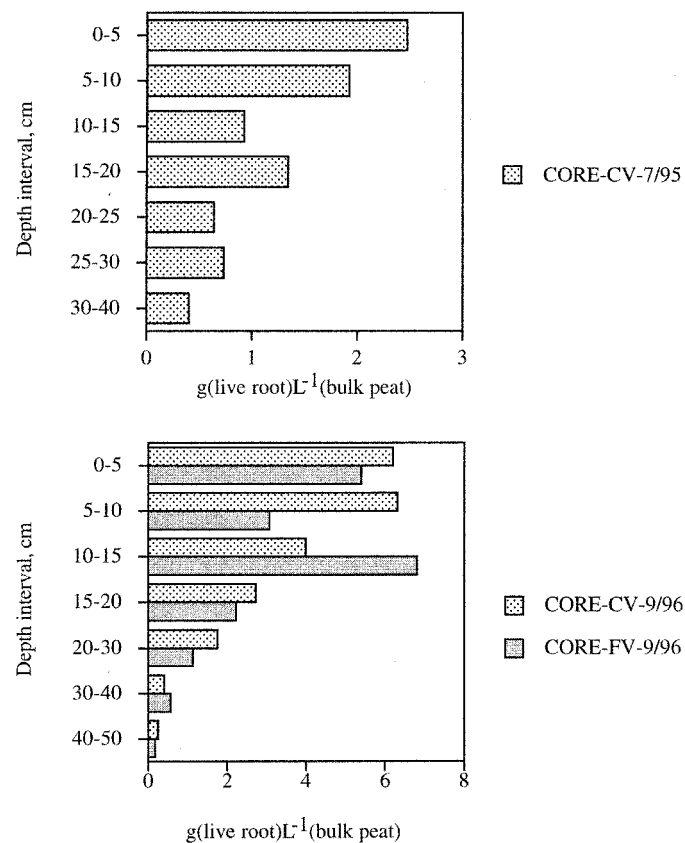 0-5
5-10
10-15
15-20
20-25
25-30
30-40
Depth interval, cm
CORE-CV-7/95
0 1 2 3
g(live root)L-1(bulk peat)
0-5
5-10
10-15
15-20
20-30
30-40
40-50
Depth interval, cm
CORE-CV-9/96
CORE-FV-9/96
0 2 4 6 8
g(live root)L-1(bulk peat)